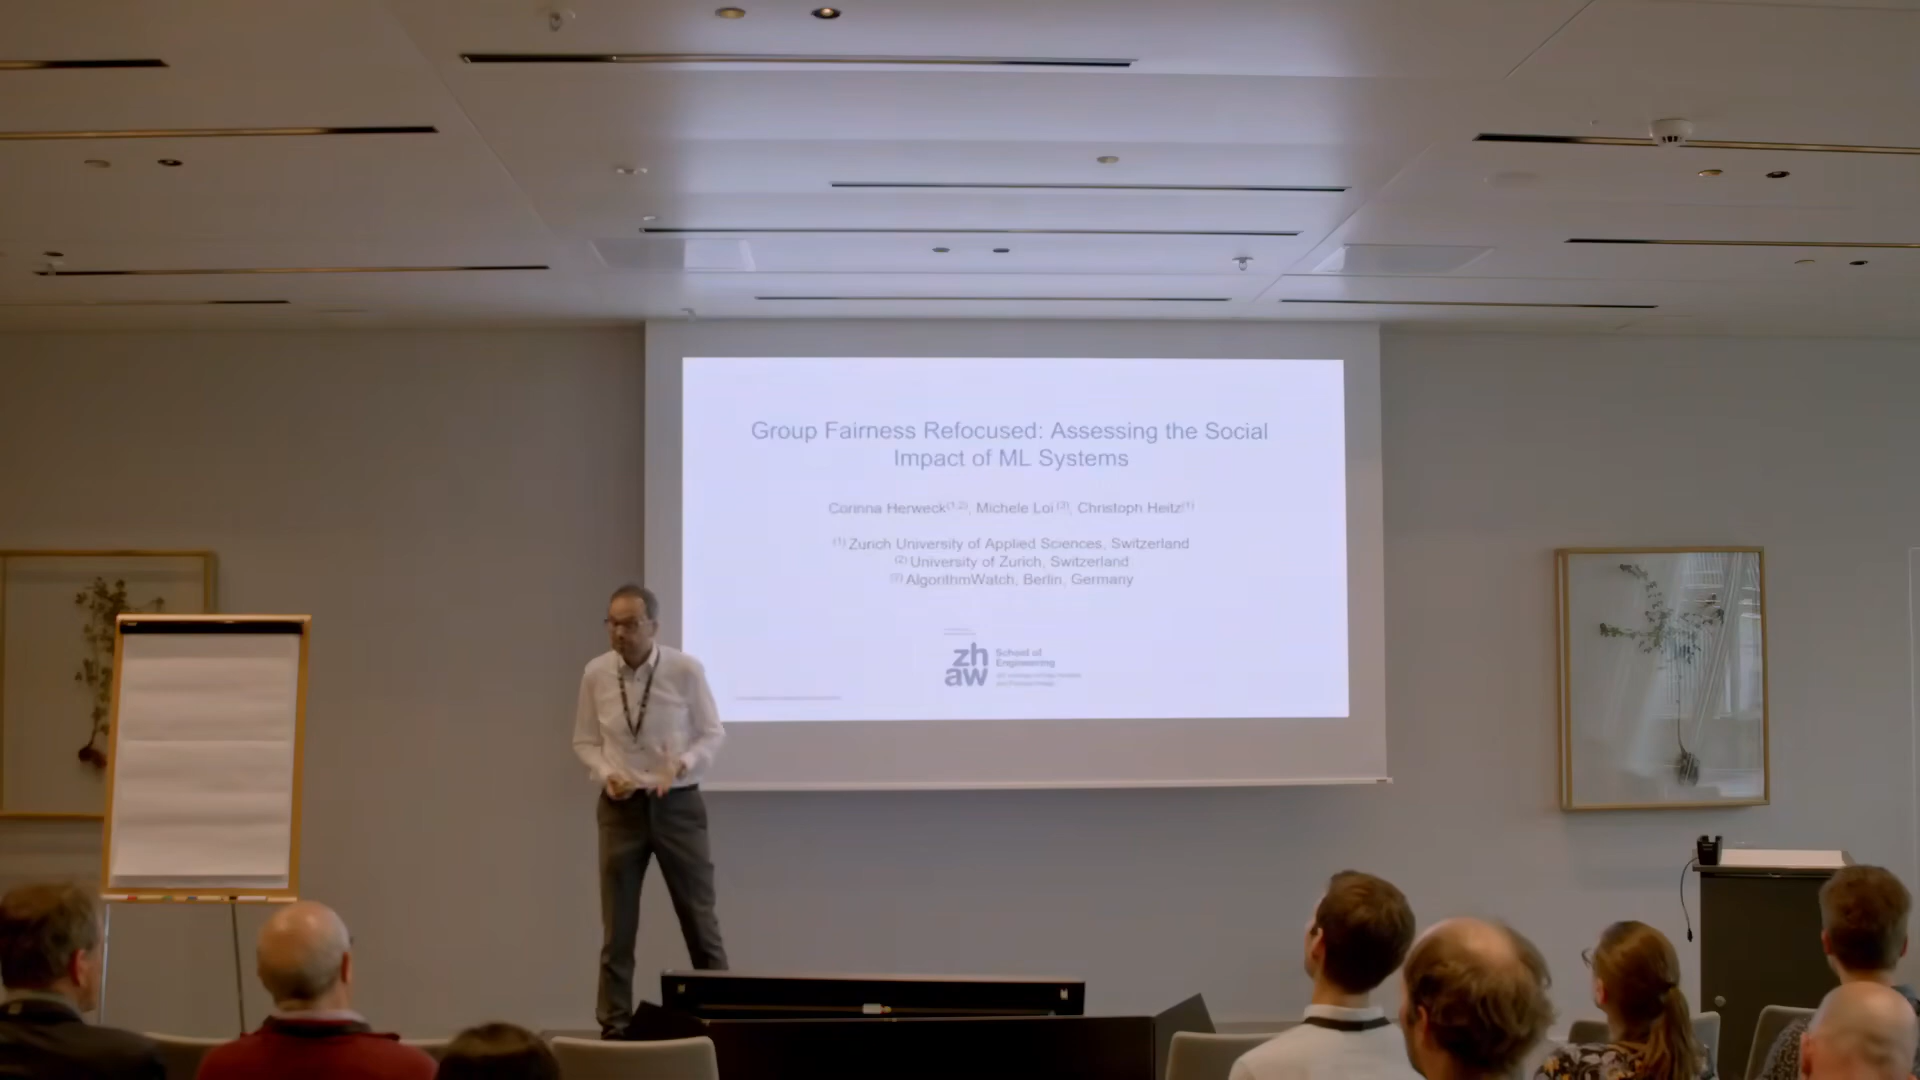 Group Fairness Refocused: Assessing the Social
Impact of ML Systems
Corinna Herweck(1,2), Michele Loi (3), Christoph Heitz(1)
(1) Zurich University of Applied Sciences, Switzerland
(2) University of Zurich, Switzerland
(3) AlgorithmWatch, Berlin, Germany
zh
aw
School of
Engineering